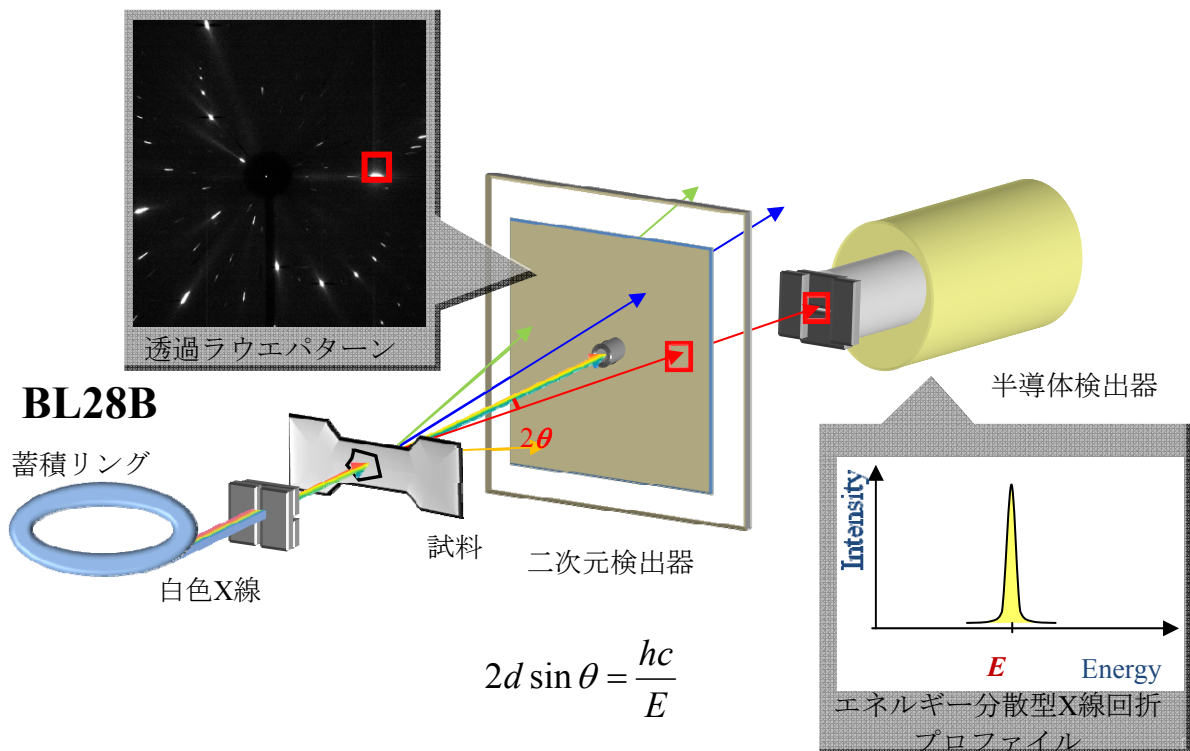 透過ラウエパターン
BL28B
蓄積リング
白色X線
試料
2θ
二次元検出器
半導体検出器
Intensity
E
Energy
エネルギー分散型X線回折
プロファイル
2d sin θ = hc / E